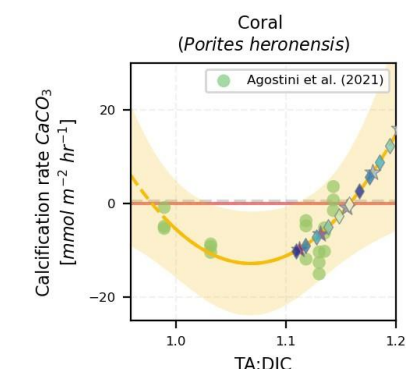 Coral
(Porites heronensis)
Agostini et al. (2021)
Calcification rate CaCO₃
[mmol m⁻² hr⁻¹]
20
0
−20
1.0
1.1
1.2
TA:DIC